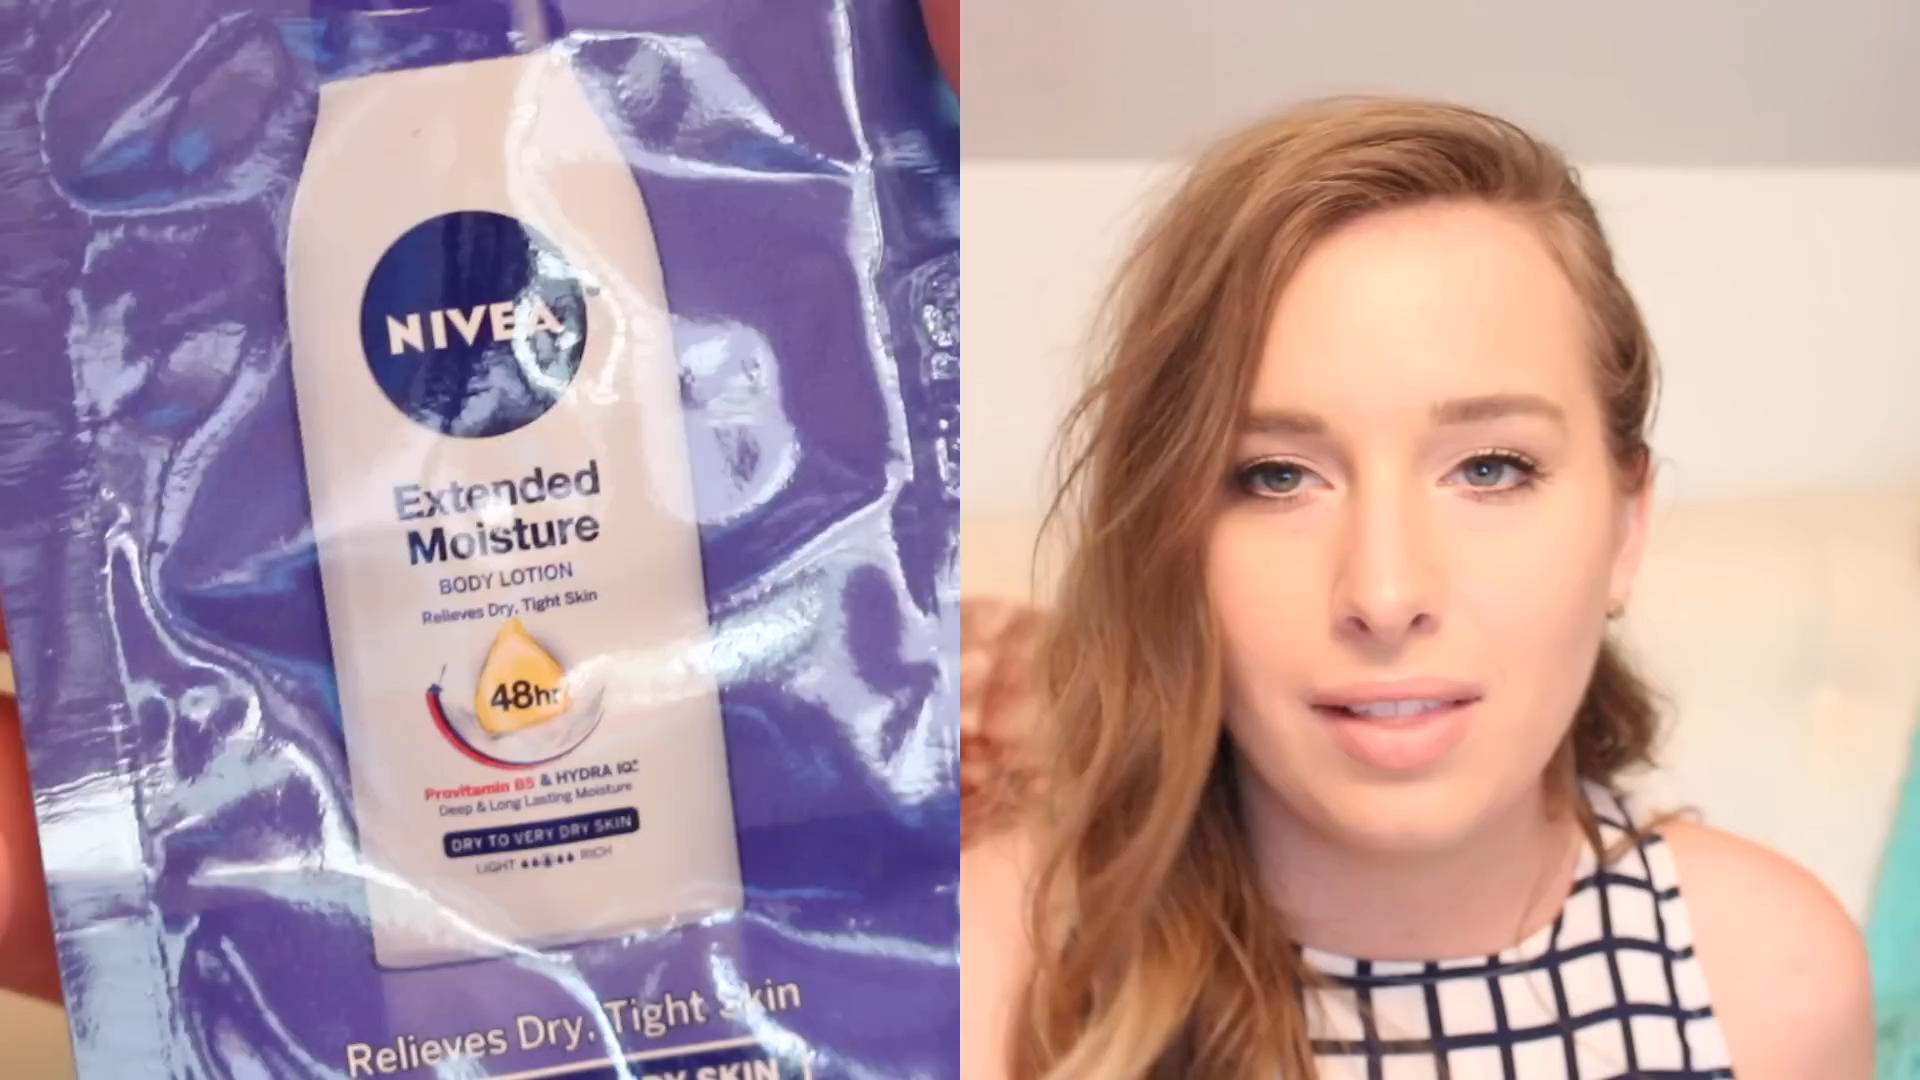 NIVEA
Extended
Moisture
BODY LOTION
Relieves Dry, Tight Skin
48hr
Provitamin B5 & HYDRA IQ
Deep & Long Lasting Moisture
DRY TO VERY DRY SKIN
LIGHT RICH
Relieves Dry, Tight Skin
SKIN